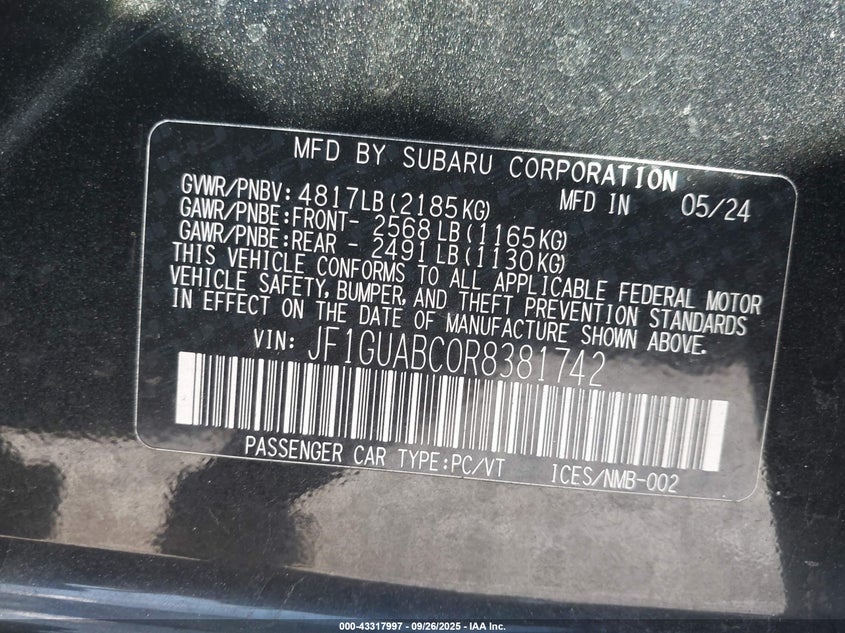 MFD BY SUBARU CORPORATION
GVWR/PNBV: 4817LB(2185KG) MFD IN 05/24
GAWR/PNBE:FRONT- 2568LB(1165KG)
GAWR/PNBE:REAR - 2491LB(1130KG)
THIS VEHICLE CONFORMS TO ALL APPLICABLE FEDERAL MOTOR
VEHICLE SAFETY, BUMPER, AND THEFT PREVENTION STANDARDS
IN EFFECT ON THE DATE OF MANUFACTURE SHOWN ABOVE.
VIN: JF1GUABC0R8381742
PASSENGER CAR TYPE:PC/VT ICES/NMB-002
000-43317997 - 09/26/2025 - IAA Inc.